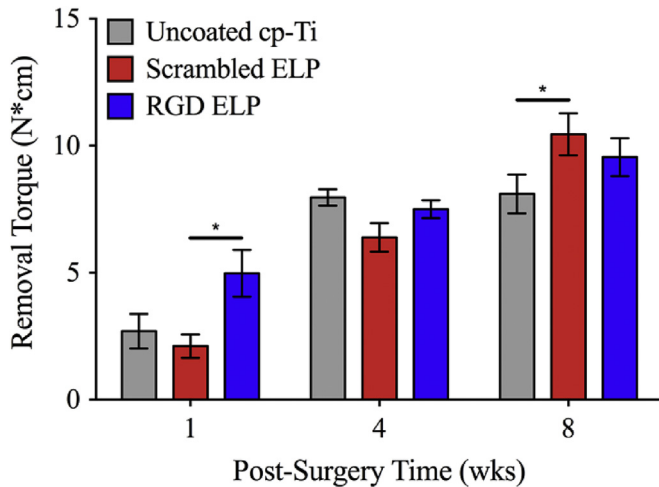 15
Uncoated cp-Ti
Scrambled ELP
RGD ELP
*
10
*
5
0
Removal Torque (N*cm)
1 4 8
Post-Surgery Time (wks)